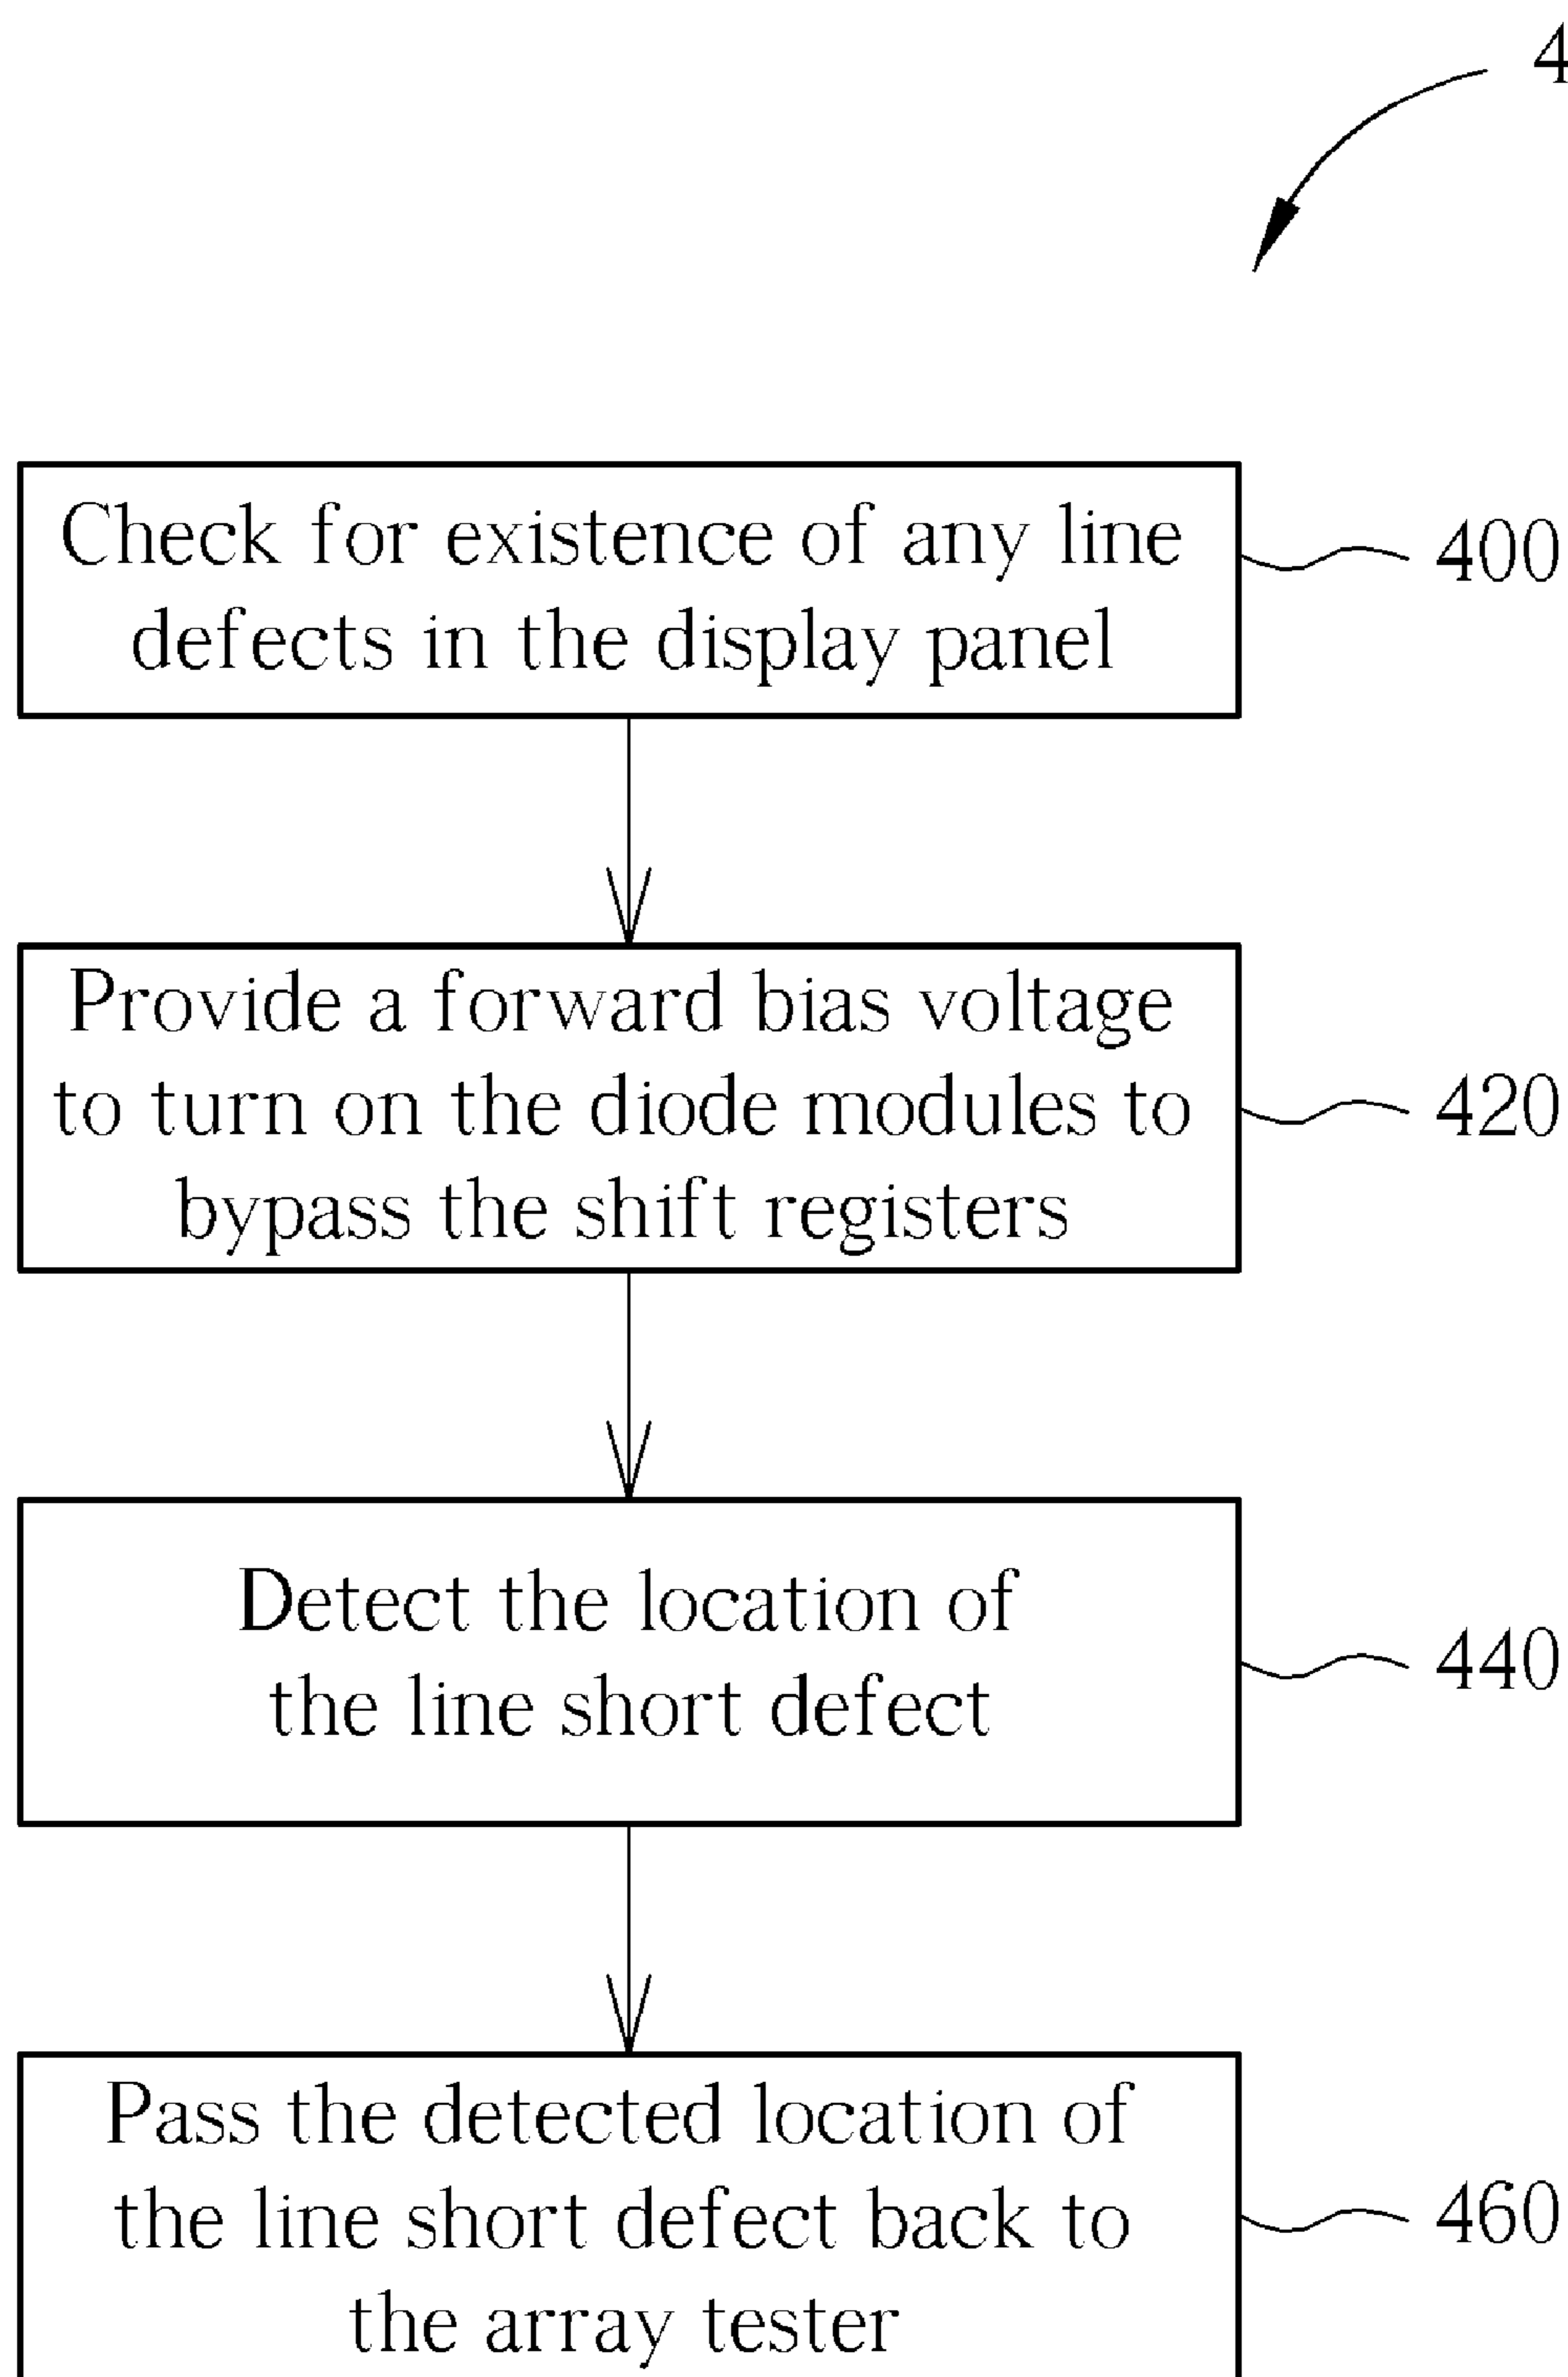 4
Check for existence of any line
defects in the display panel
400
Provide a forward bias voltage
to turn on the diode modules to
bypass the shift registers
420
Detect the location of
the line short defect
440
Pass the detected location of
the line short defect back to
the array tester
460